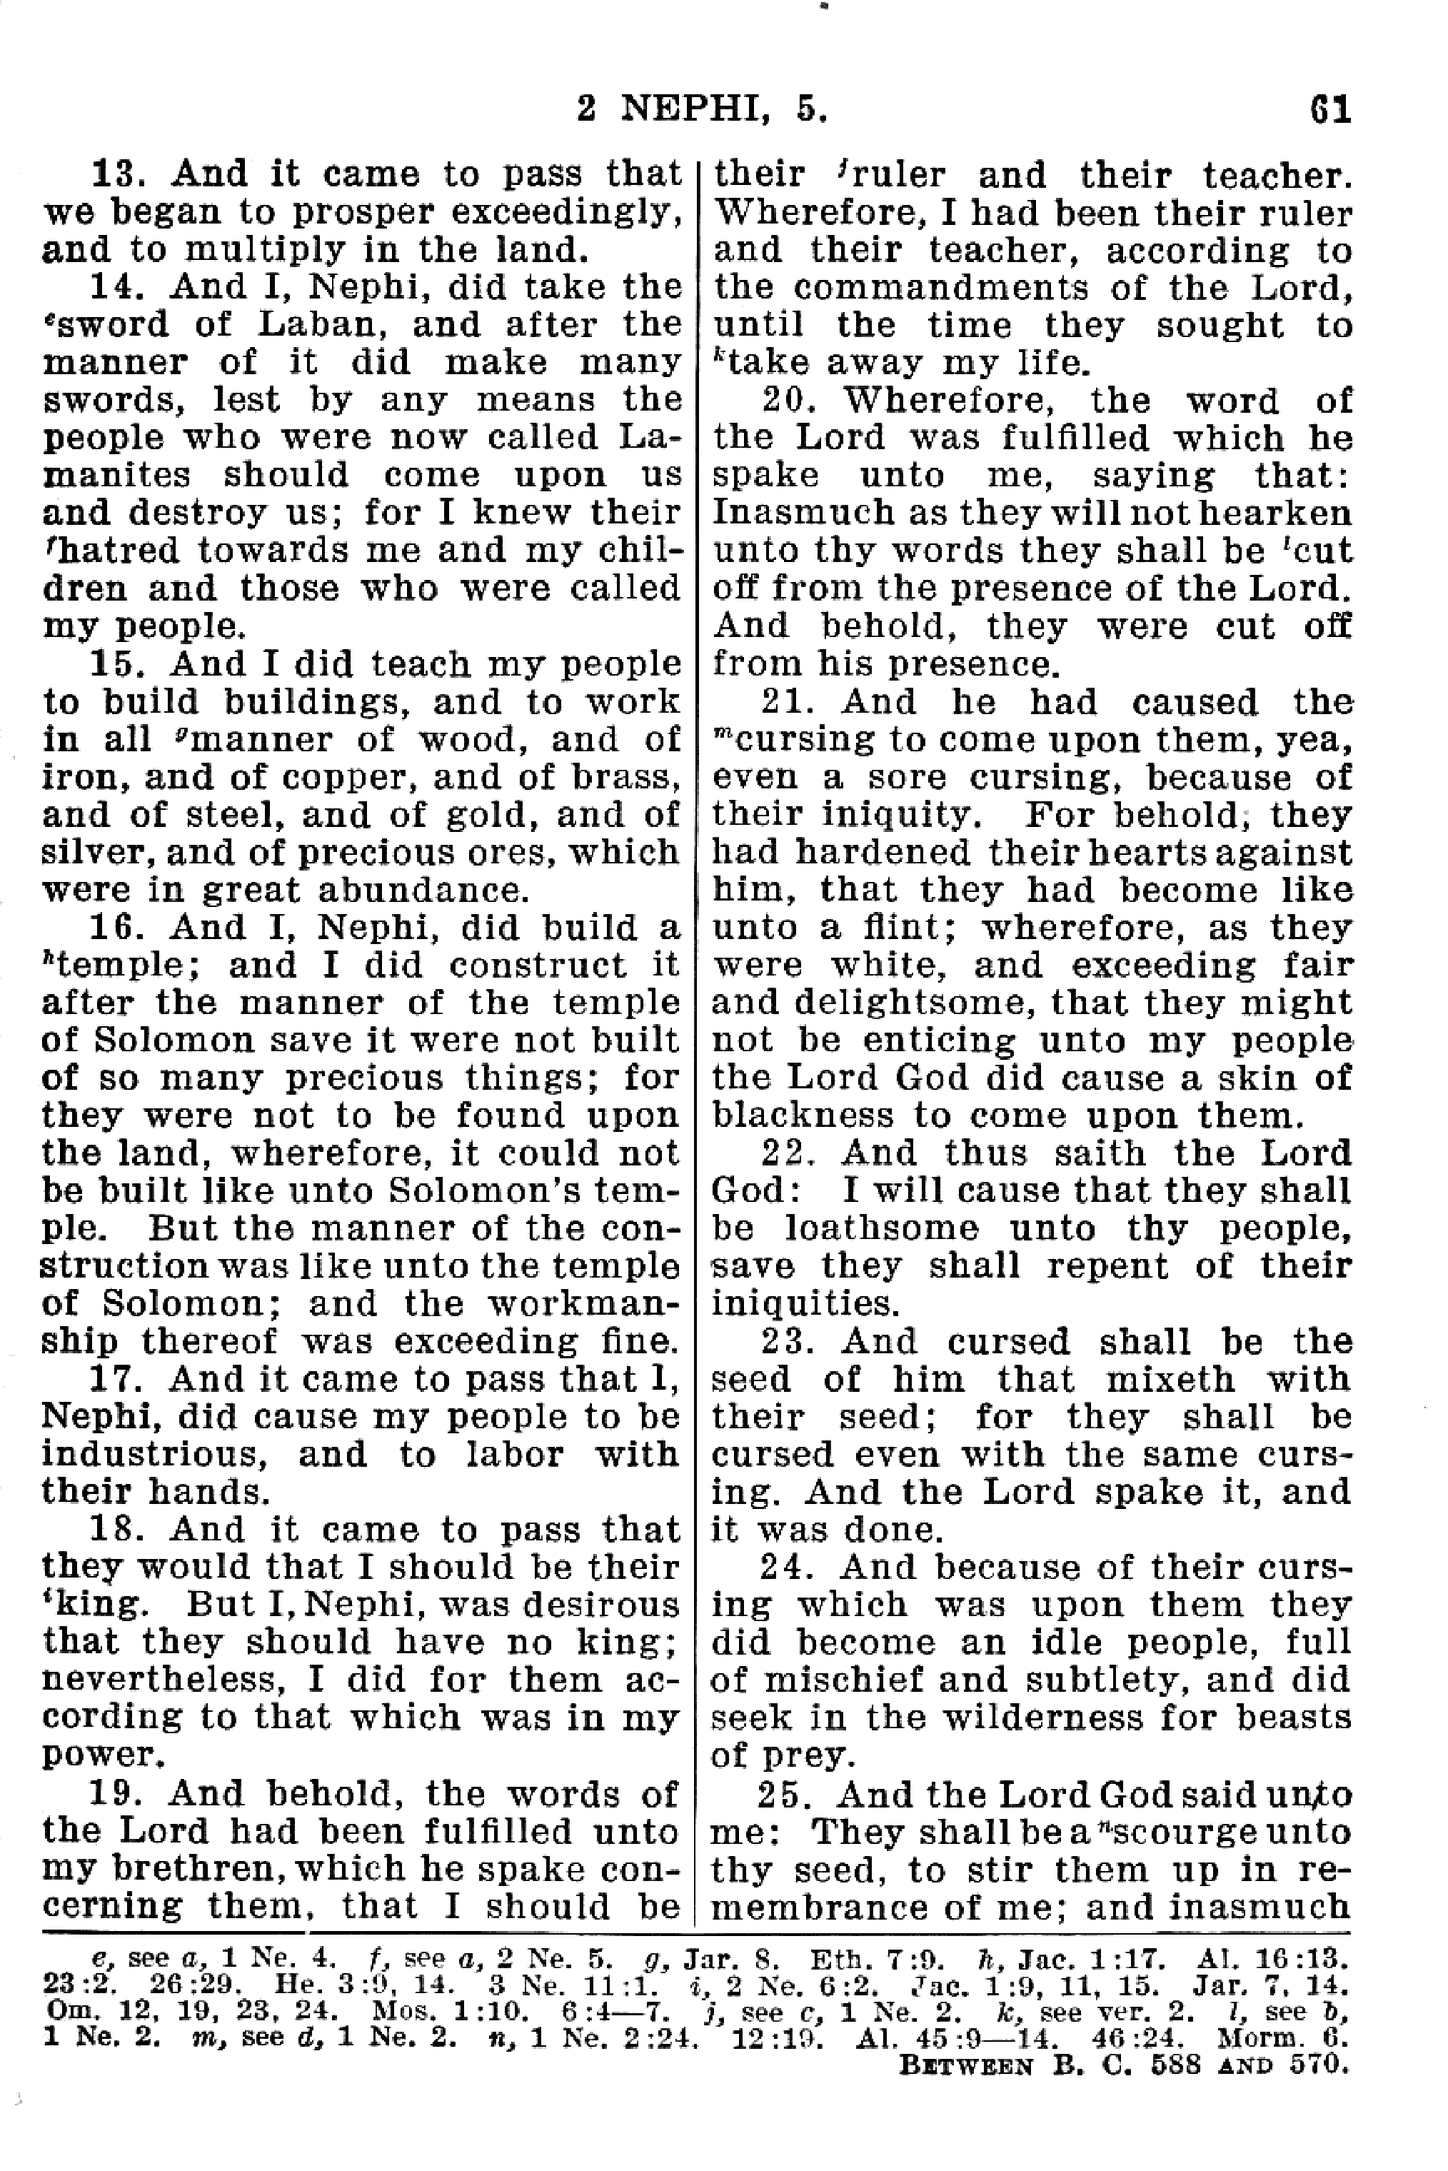 2 NEPHI, 5.
61
13. And it came to pass that
we began to prosper exceedingly,
and to multiply in the land.
14. And I, Nephi, did take the
ᵉsword of Laban, and after the
manner of it did make many
swords, lest by any means the
people who were now called La-
manites should come upon us
and destroy us; for I knew their
ᶠhatred towards me and my chil-
dren and those who were called
my people.
15. And I did teach my people
to build buildings, and to work
in all ᵍmanner of wood, and of
iron, and of copper, and of brass,
and of steel, and of gold, and of
silver, and of precious ores, which
were in great abundance.
16. And I, Nephi, did build a
ʰtemple; and I did construct it
after the manner of the temple
of Solomon save it were not built
of so many precious things; for
they were not to be found upon
the land, wherefore, it could not
be built like unto Solomon's tem-
ple. But the manner of the con-
struction was like unto the temple
of Solomon; and the workman-
ship thereof was exceeding fine.
17. And it came to pass that I,
Nephi, did cause my people to be
industrious, and to labor with
their hands.
18. And it came to pass that
they would that I should be their
ⁱking. But I, Nephi, was desirous
that they should have no king;
nevertheless, I did for them ac-
cording to that which was in my
power.
19. And behold, the words of
the Lord had been fulfilled unto
my brethren, which he spake con-
cerning them, that I should be
their ʲruler and their teacher.
Wherefore, I had been their ruler
and their teacher, according to
the commandments of the Lord,
until the time they sought to
ᵏtake away my life.
20. Wherefore, the word of
the Lord was fulfilled which he
spake unto me, saying that:
Inasmuch as they will not hearken
unto thy words they shall be ˡcut
off from the presence of the Lord.
And behold, they were cut off
from his presence.
21. And he had caused the
ᵐcursing to come upon them, yea,
even a sore cursing, because of
their iniquity. For behold, they
had hardened their hearts against
him, that they had become like
unto a flint; wherefore, as they
were white, and exceeding fair
and delightsome, that they might
not be enticing unto my people
the Lord God did cause a skin of
blackness to come upon them.
22. And thus saith the Lord
God: I will cause that they shall
be loathsome unto thy people,
save they shall repent of their
iniquities.
23. And cursed shall be the
seed of him that mixeth with
their seed; for they shall be
cursed even with the same curs-
ing. And the Lord spake it, and
it was done.
24. And because of their curs-
ing which was upon them they
did become an idle people, full
of mischief and subtlety, and did
seek in the wilderness for beasts
of prey.
25. And the Lord God said unto
me: They shall be a ⁿscourge unto
thy seed, to stir them up in re-
membrance of me; and inasmuch
e, see a, 1 Ne. 4. f, see a, 2 Ne. 5. g, Jar. 8. Eth. 7:9. h, Jac. 1:17. Al. 16:13.
23:2. 26:29. He. 3:9, 14. 3 Ne. 11:1. i, 2 Ne. 6:2. Jac. 1:9, 11, 15. Jar. 7, 14.
Om. 12, 19, 23, 24. Mos. 1:10. 6:4—7. j, see c, 1 Ne. 2. k, see ver. 2. l, see b,
1 Ne. 2. m, see d, 1 Ne. 2. n, 1 Ne. 2:24. 12:19. Al. 45:9—14. 46:24. Morm. 6.
BETWEEN B. C. 588 AND 570.